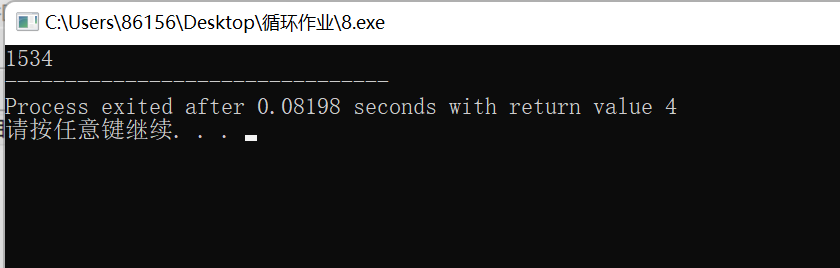 C:\Users\86156\Desktop\循环作业\8.exe
1534
--------------------------------
Process exited after 0.08198 seconds with return value 4
请按任意键继续. . .